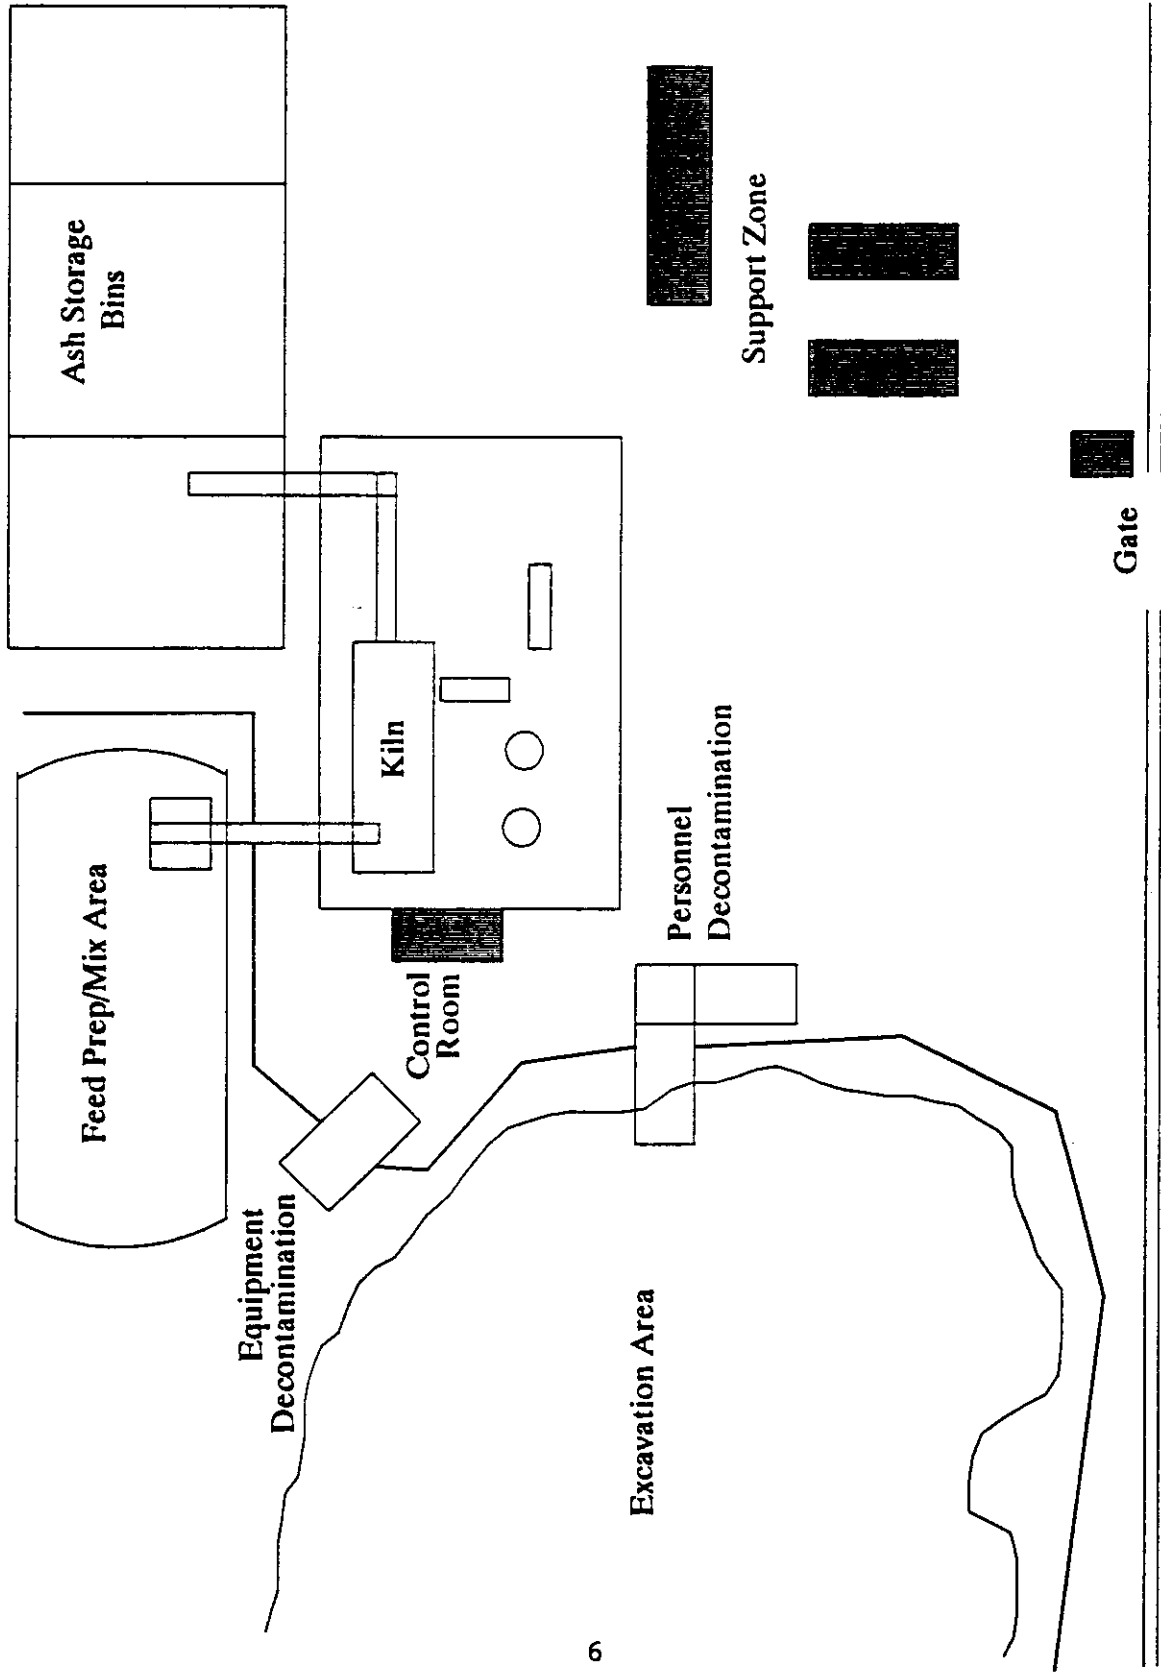 Feed Prep/Mix Area
Ash Storage
Bins
Equipment
Decontamination
Control
Room
Kiln
Excavation Area
Personnel
Decontamination
Support Zone
Gate
6